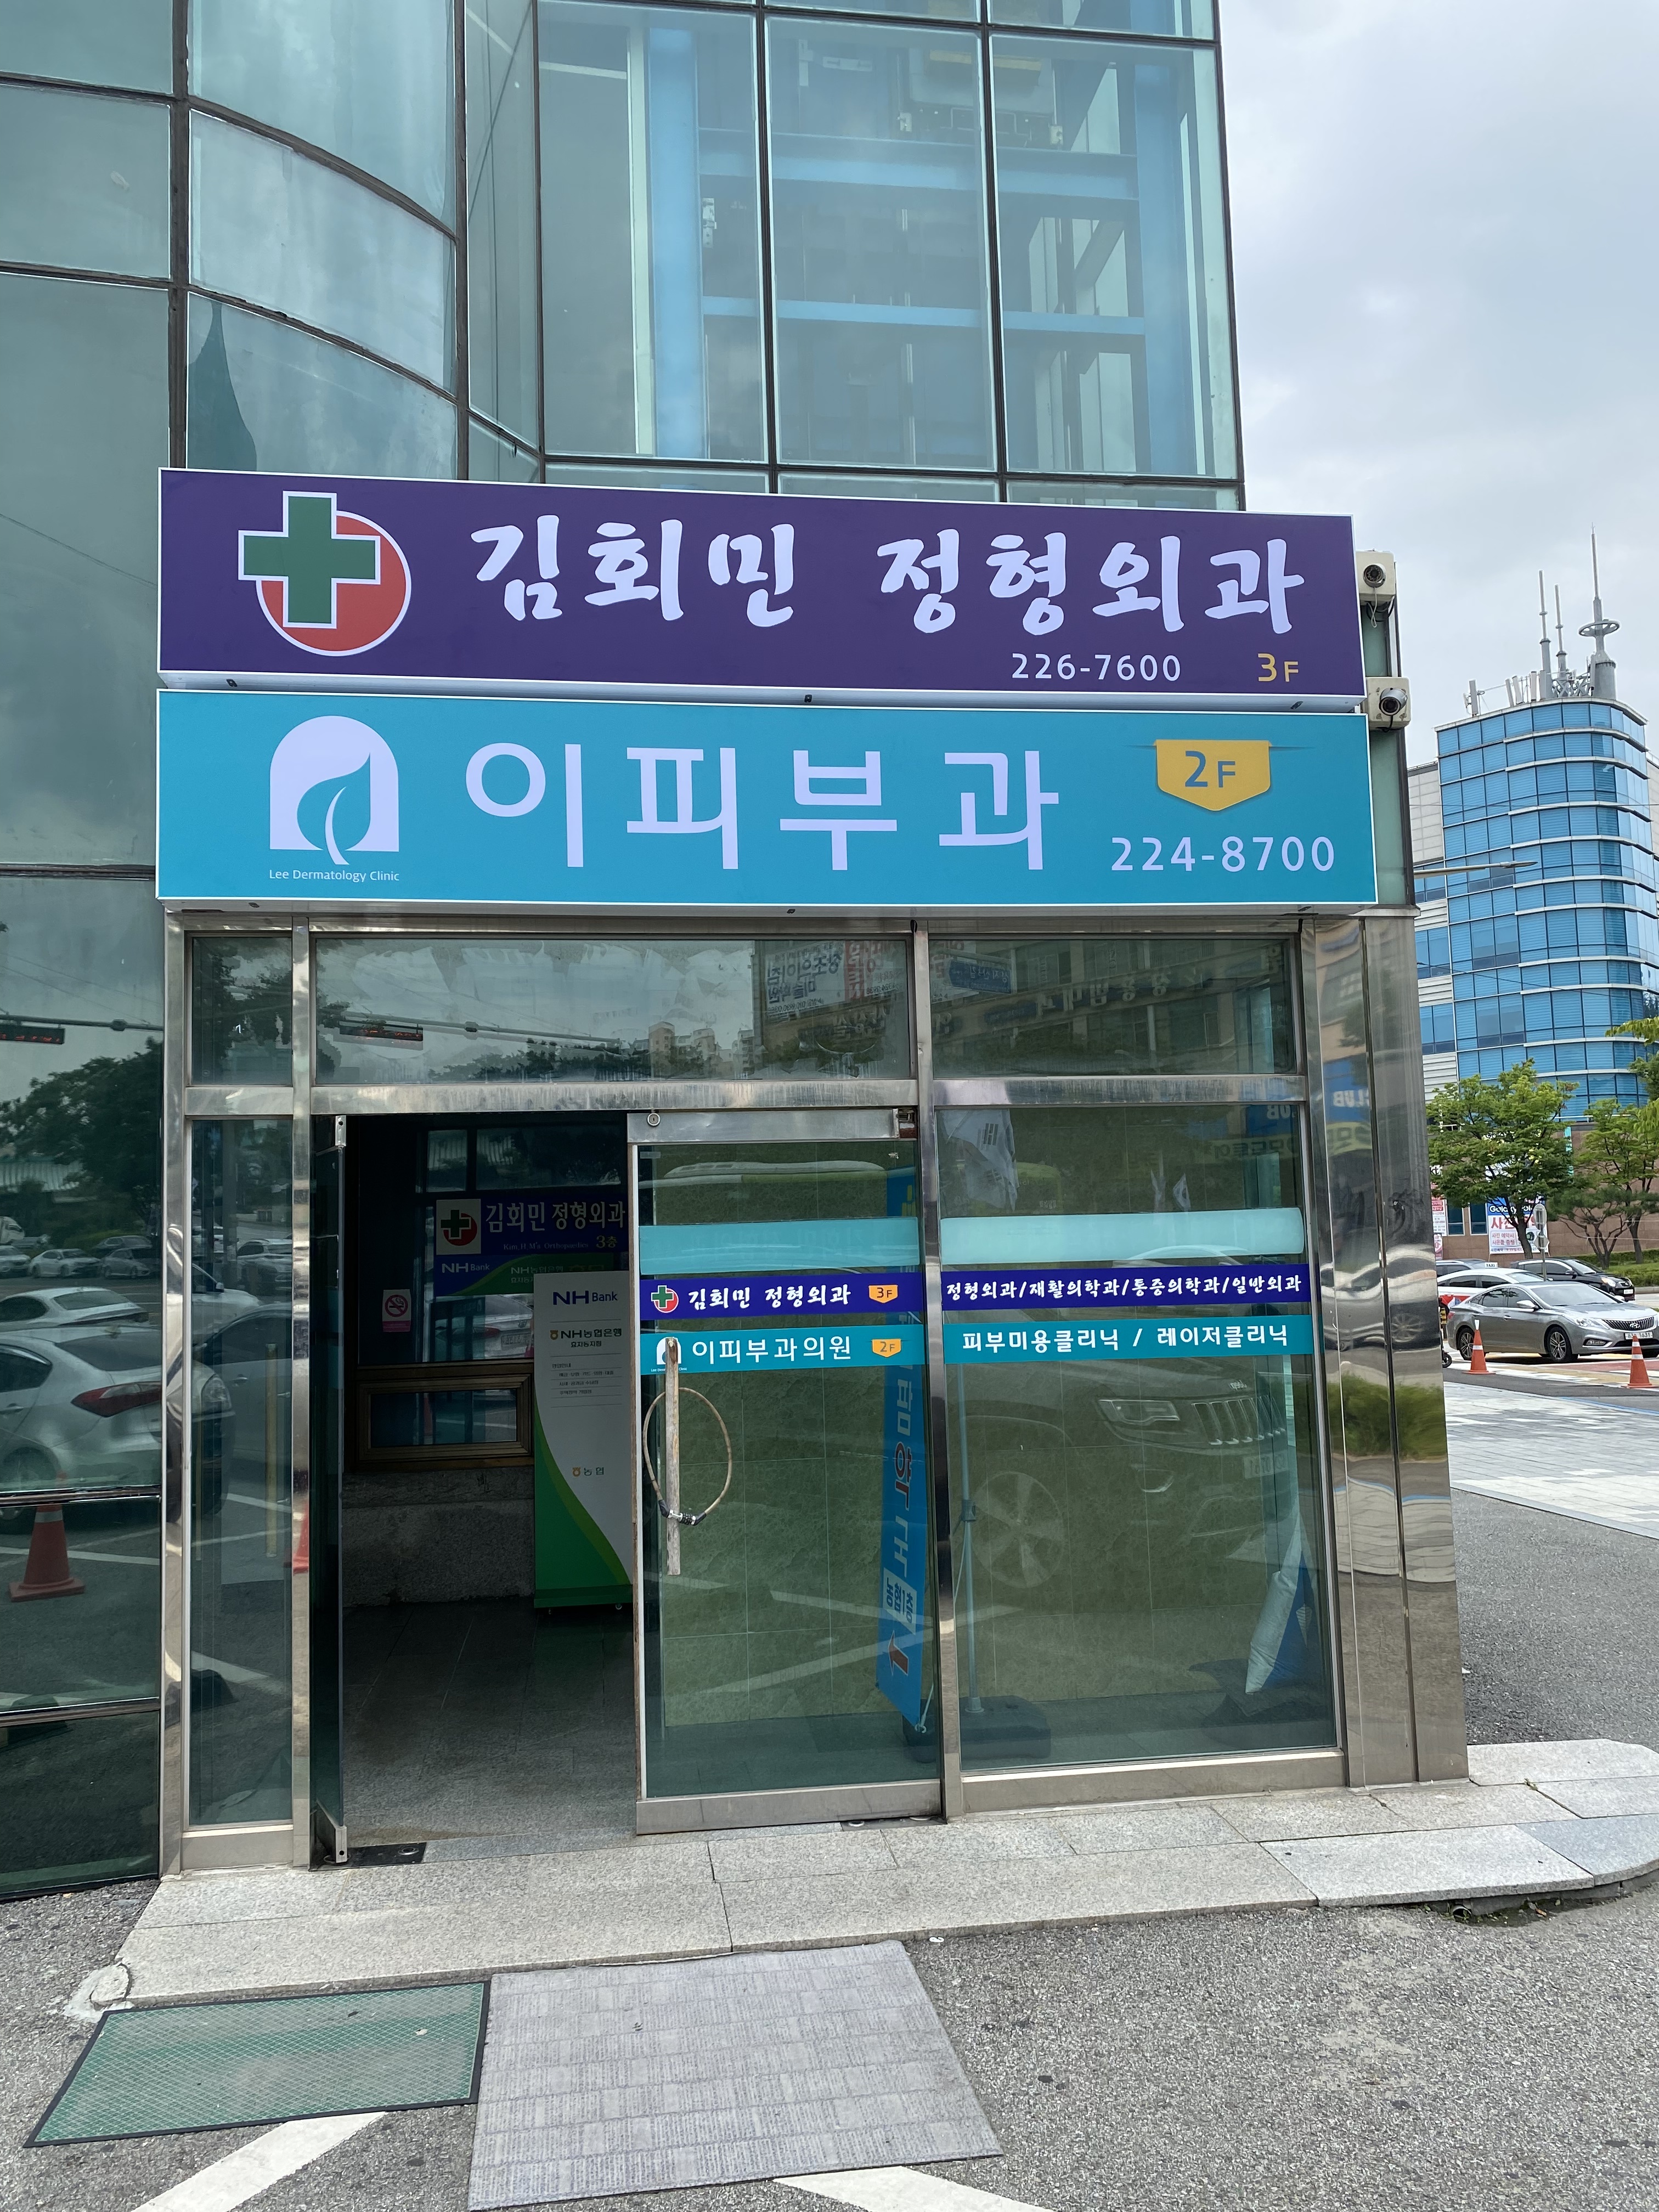 김회민 정형외과
226-7600 3F
이피부과
2F
224-8700
Lee Dermatology Clinic
김회민 정형외과
3층
NH Bank
NH Bank
NH농협은행
농협
김회민 정형외과 3F
정형외과/재활의학과/통증의학과/일반외과
이피부과의원 2F
피부미용클리닉 / 레이저클리닉